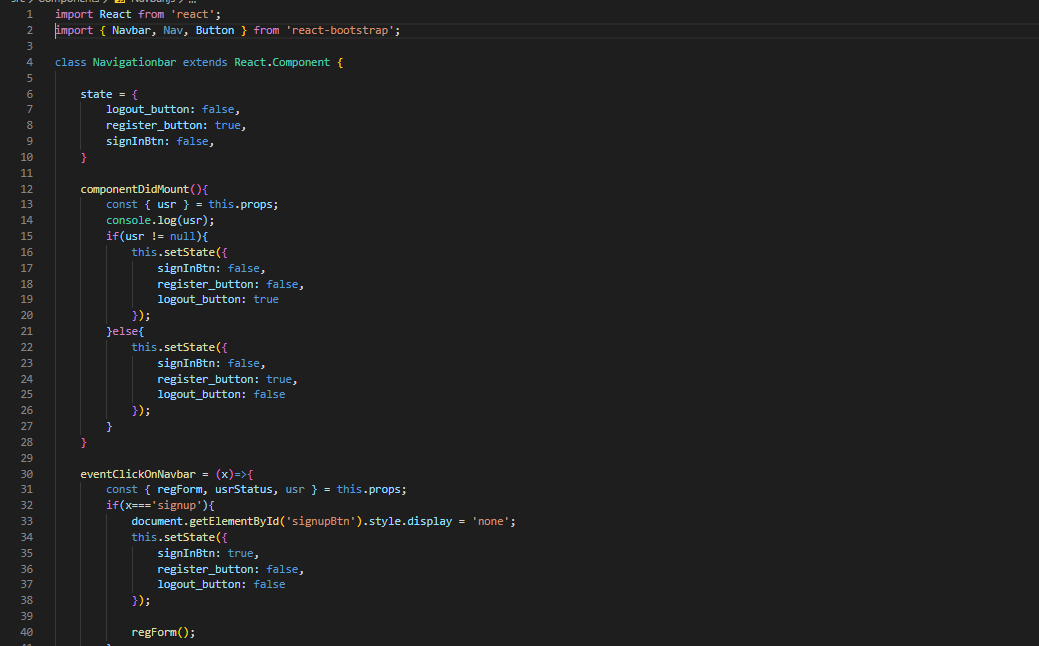 src > Components > Navbar.js > ...
1 import React from 'react';
2 import { Navbar, Nav, Button } from 'react-bootstrap';
3
4 class Navigationbar extends React.Component {
5
6 state = {
7 logout_button: false,
8 register_button: true,
9 signInBtn: false,
10 }
11
12 componentDidMount(){
13 const { usr } = this.props;
14 console.log(usr);
15 if(usr != null){
16 this.setState({
17 signInBtn: false,
18 register_button: false,
19 logout_button: true
20 });
21 }else{
22 this.setState({
23 signInBtn: false,
24 register_button: true,
25 logout_button: false
26 });
27 }
28 }
29
30 eventClickOnNavbar = (x)=>{
31 const { regForm, usrStatus, usr } = this.props;
32 if(x==='signup'){
33 document.getElementById('signupBtn').style.display = 'none';
34 this.setState({
35 signInBtn: true,
36 register_button: false,
37 logout_button: false
38 });
39
40 regForm();